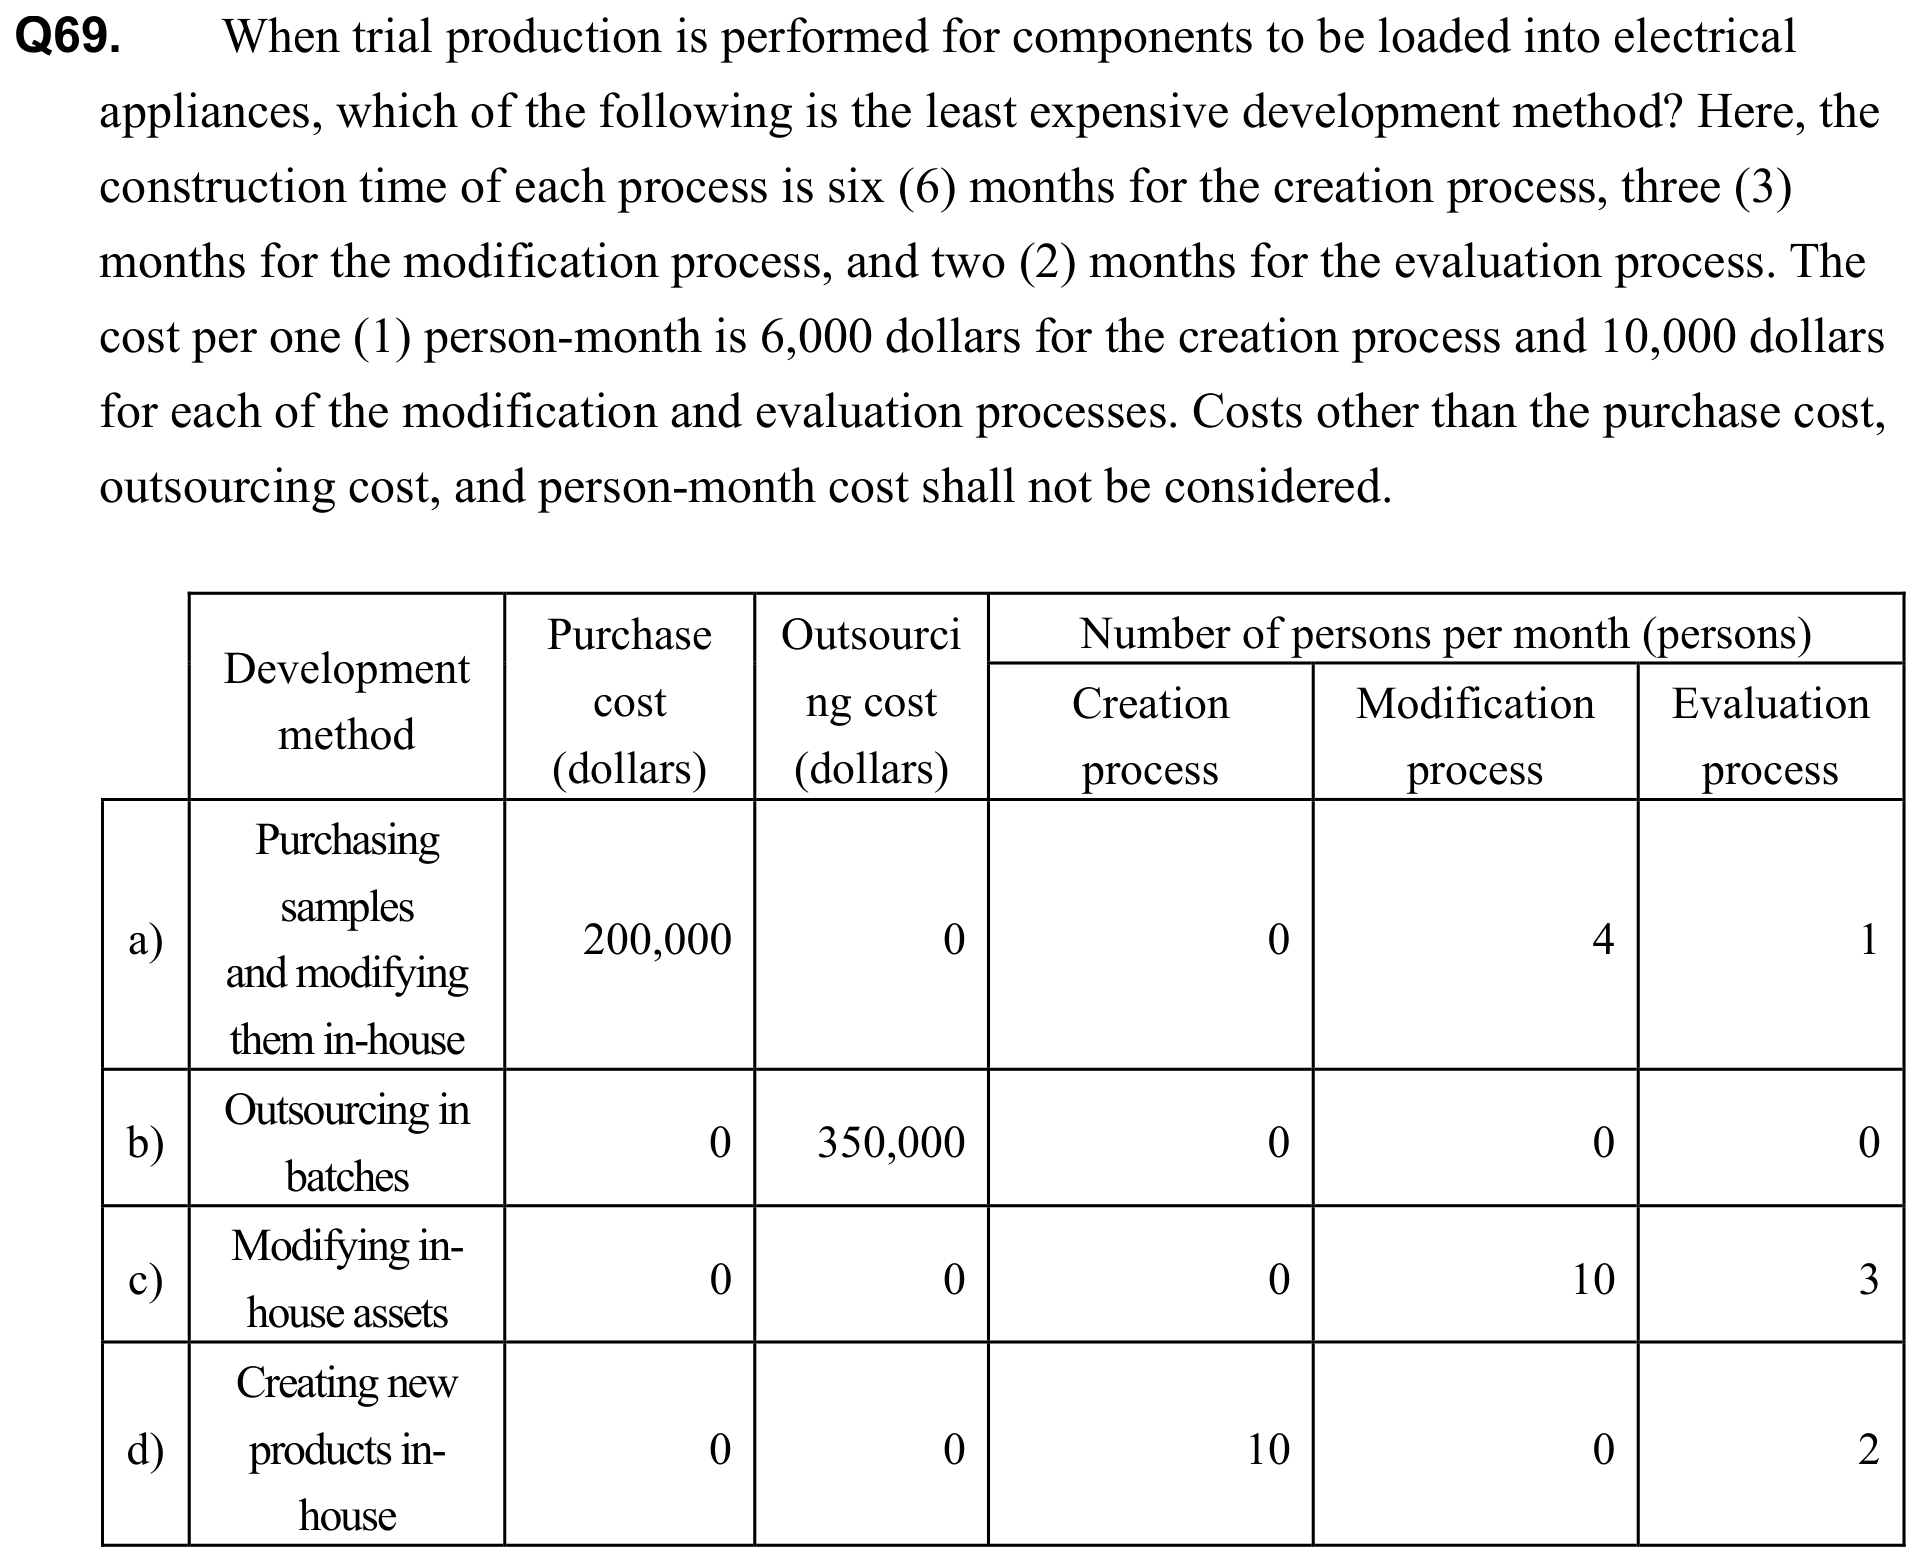 Q69. When trial production is performed for components to be loaded into electrical
appliances, which of the following is the least expensive development method? Here, the
construction time of each process is six (6) months for the creation process, three (3)
months for the modification process, and two (2) months for the evaluation process. The
cost per one (1) person-month is 6,000 dollars for the creation process and 10,000 dollars
for each of the modification and evaluation processes. Costs other than the purchase cost,
outsourcing cost, and person-month cost shall not be considered.
Development
method
Purchase
cost
(dollars)
Outsourci
ng cost
(dollars)
Number of persons per month (persons)
Creation
process
Modification
process
Evaluation
process
a)
Purchasing
samples
and modifying
them in-house
200,000
0
0
4
1
b)
Outsourcing in
batches
0
350,000
0
0
0
c)
Modifying in-
house assets
0
0
0
10
3
d)
Creating new
products in-
house
0
0
10
0
2